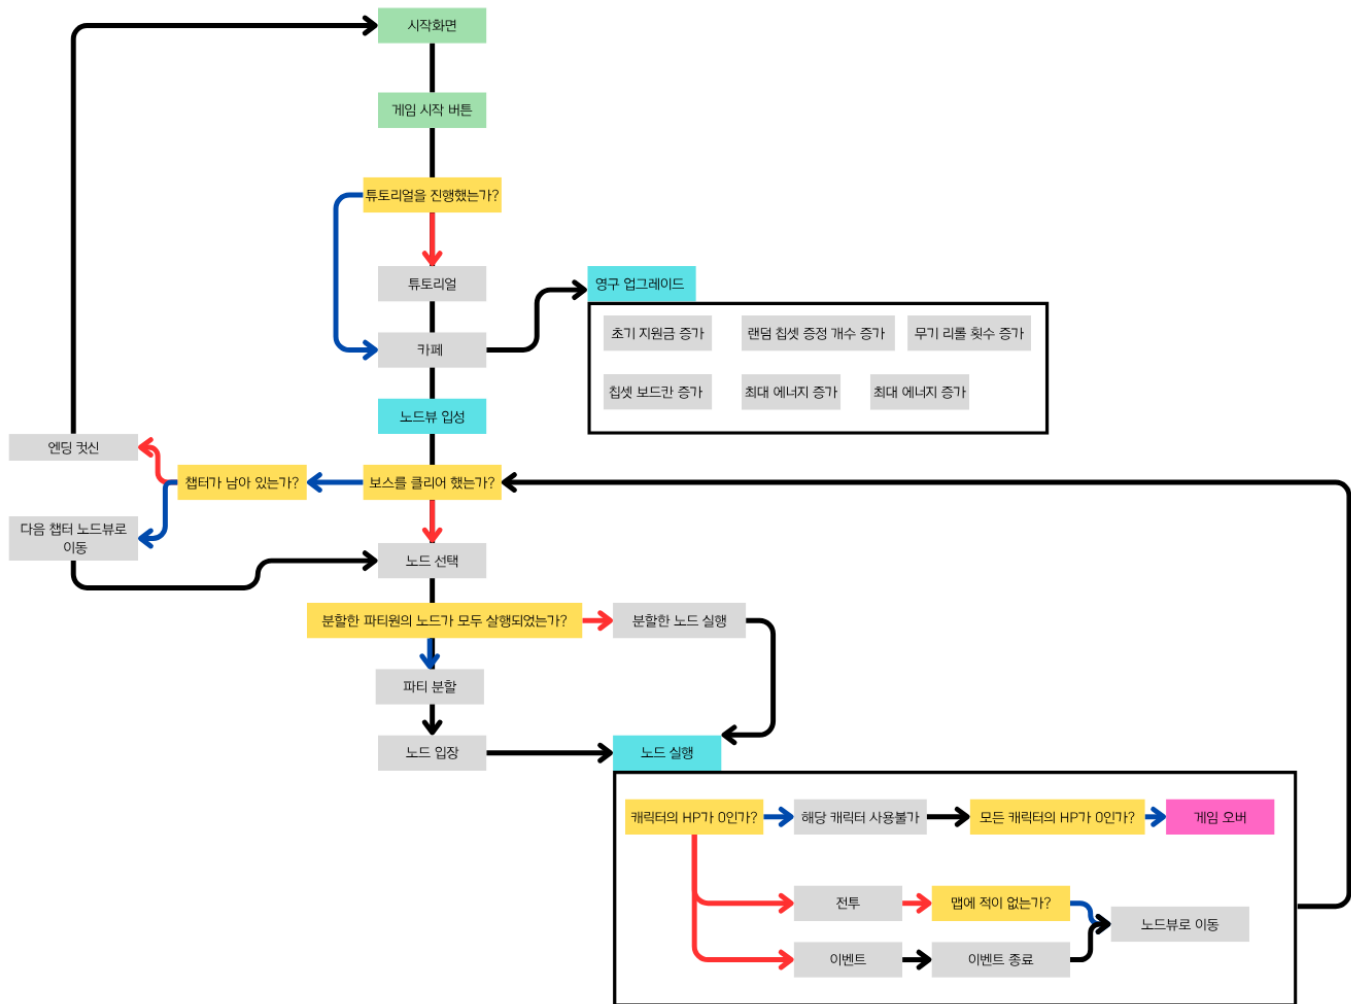 시작화면
게임 시작 버튼
튜토리얼을 진행했는가?
튜토리얼
영구 업그레이드
초기 지원금 증가
랜덤 칩셋 증정 개수 증가
무기 리롤 횟수 증가
카페
칩셋 보드칸 증가
최대 에너지 증가
최대 에너지 증가
노드뷰 입성
엔딩 컷신
챕터가 남아 있는가?
보스를 클리어 했는가?
다음 챕터 노드뷰로
이동
노드 선택
분할한 파티원의 노드가 모두 살행되었는가?
분할한 노드 실행
파티 분할
노드 입장
노드 실행
캐릭터의 HP가 0인가?
해당 캐릭터 사용불가
모든 캐릭터의 HP가 0인가?
게임 오버
전투
맵에 적이 없는가?
노드뷰로 이동
이벤트
이벤트 종료